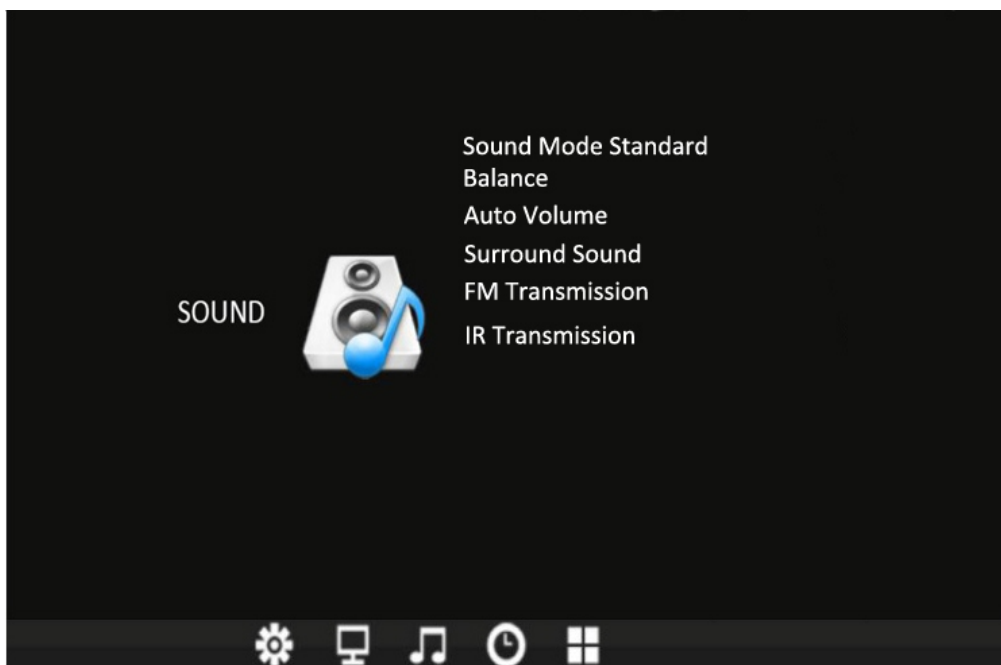 SOUND
Sound Mode Standard
Balance
Auto Volume
Surround Sound
FM Transmission
IR Transmission